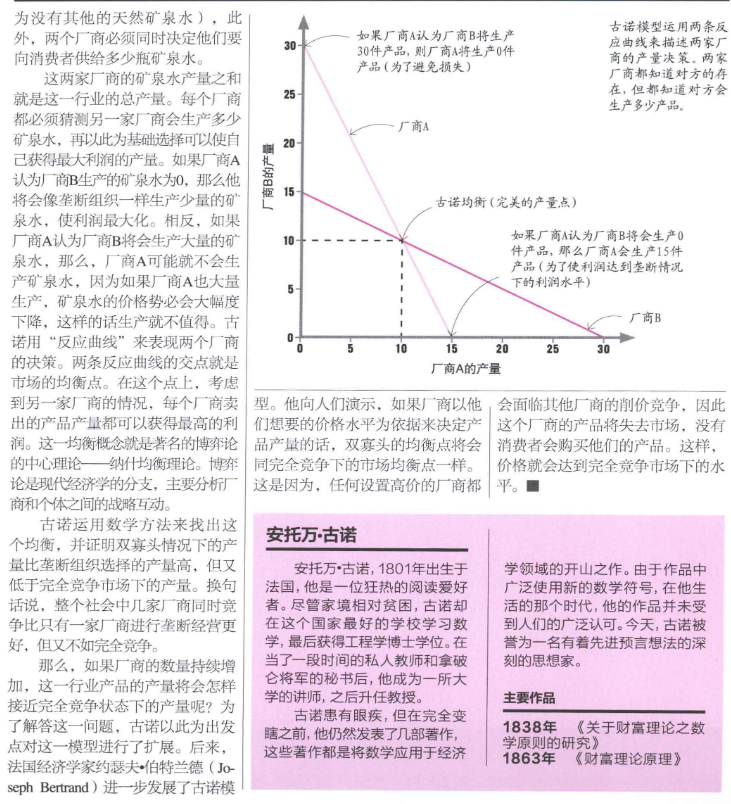 为没有其他的天然矿泉水），此
外，两个厂商必须同时决定他们要
向消费者供给多少瓶矿泉水。
这两家厂商的矿泉水产量之和
就是这一行业的总产量。每个厂商
都必须猜测另一家厂商会生产多少
矿泉水，再以此为基础选择可以使自
己获得最大利润的产量。如果厂商A
认为厂商B生产的矿泉水为0，那么他
将会像垄断组织一样生产少量的矿
泉水，使利润最大化。相反，如果
厂商A认为厂商B将会生产大量的矿
泉水，那么，厂商A可能就不会生
产矿泉水，因为如果厂商A也大量
生产，矿泉水的价格势必会大幅度
下降，这样的话生产就不值得。古
诺用“反应曲线”来表现两个厂商
的决策。两条反应曲线的交点就是
市场的均衡点。在这个点上，考虑
到另一家厂商的情况，每个厂商卖
出的产品产量都可以获得最高的利
润。这一均衡概念就是著名的博弈论
的中心理论——纳什均衡理论。博弈
论是现代经济学的分支，主要分析厂
商和个体之间的战略互动。
古诺运用数学方法来找出这
个均衡，并证明双寡头情况下的产
量比垄断组织选择的产量高，但又
低于完全竞争市场下的产量。换句
话说，整个社会中几家厂商同时竞
争比只有一家厂商进行垄断经营更
好，但又不如完全竞争。
那么，如果厂商的数量持续增
加，这一行业产品的产量将会怎样
接近完全竞争状态下的产量呢？为
了解答这一问题，古诺以此为出发
点对这一模型进行了扩展。后来，
法国经济学家约瑟夫•伯特兰德（Jo-
seph Bertrand）进一步发展了古诺模
厂商B的产量
30
25
20
15
10
5
0
0 5 10 15 20 25 30
厂商A的产量
如果厂商A认为厂商B将生产
30件产品，则厂商A将生产0件
产品（为了避免损失）
厂商A
古诺均衡（完美的产量点）
如果厂商A认为厂商B将会生产0
件产品，那么厂商A会生产15件
产品（为了使利润达到垄断情况
下的利润水平）
厂商B
古诺模型运用两条反
应曲线来描述两家厂
商的产量决策。两家
厂商都知道对方的存
在，但都知道对方会
生产多少产品。
型。他向人们演示，如果厂商以他
们想要的价格水平为依据来决定产
品产量的话，双寡头的均衡点将会
同完全竞争下的市场均衡点一样。
这是因为，任何设置高价的厂商都
会面临其他厂商的削价竞争，因此
这个厂商的产品将失去市场，没有
消费者会购买他们的产品。这样，
价格就会达到完全竞争市场下的水
平。■
安托万•古诺
安托万•古诺，1801年出生于
法国，他是一位狂热的阅读爱好
者。尽管家境相对贫困，古诺却
在这个国家最好的学校学习数
学，最后获得工程学博士学位。在
当了一段时间的私人教师和拿破
仑将军的秘书后，他成为一所大
学的讲师，之后升任教授。
古诺患有眼疾，但在完全变
瞎之前，他仍然发表了几部著作，
这些著作都是将数学应用于经济
学领域的开山之作。由于作品中
广泛使用新的数学符号，在他生
活的那个时代，他的作品并未受
到人们的广泛认可。今天，古诺被
誉为一名有着先进预言想法的深
刻的思想家。
主要作品
1838年 《关于财富理论之数
学原则的研究》
1863年 《财富理论原理》